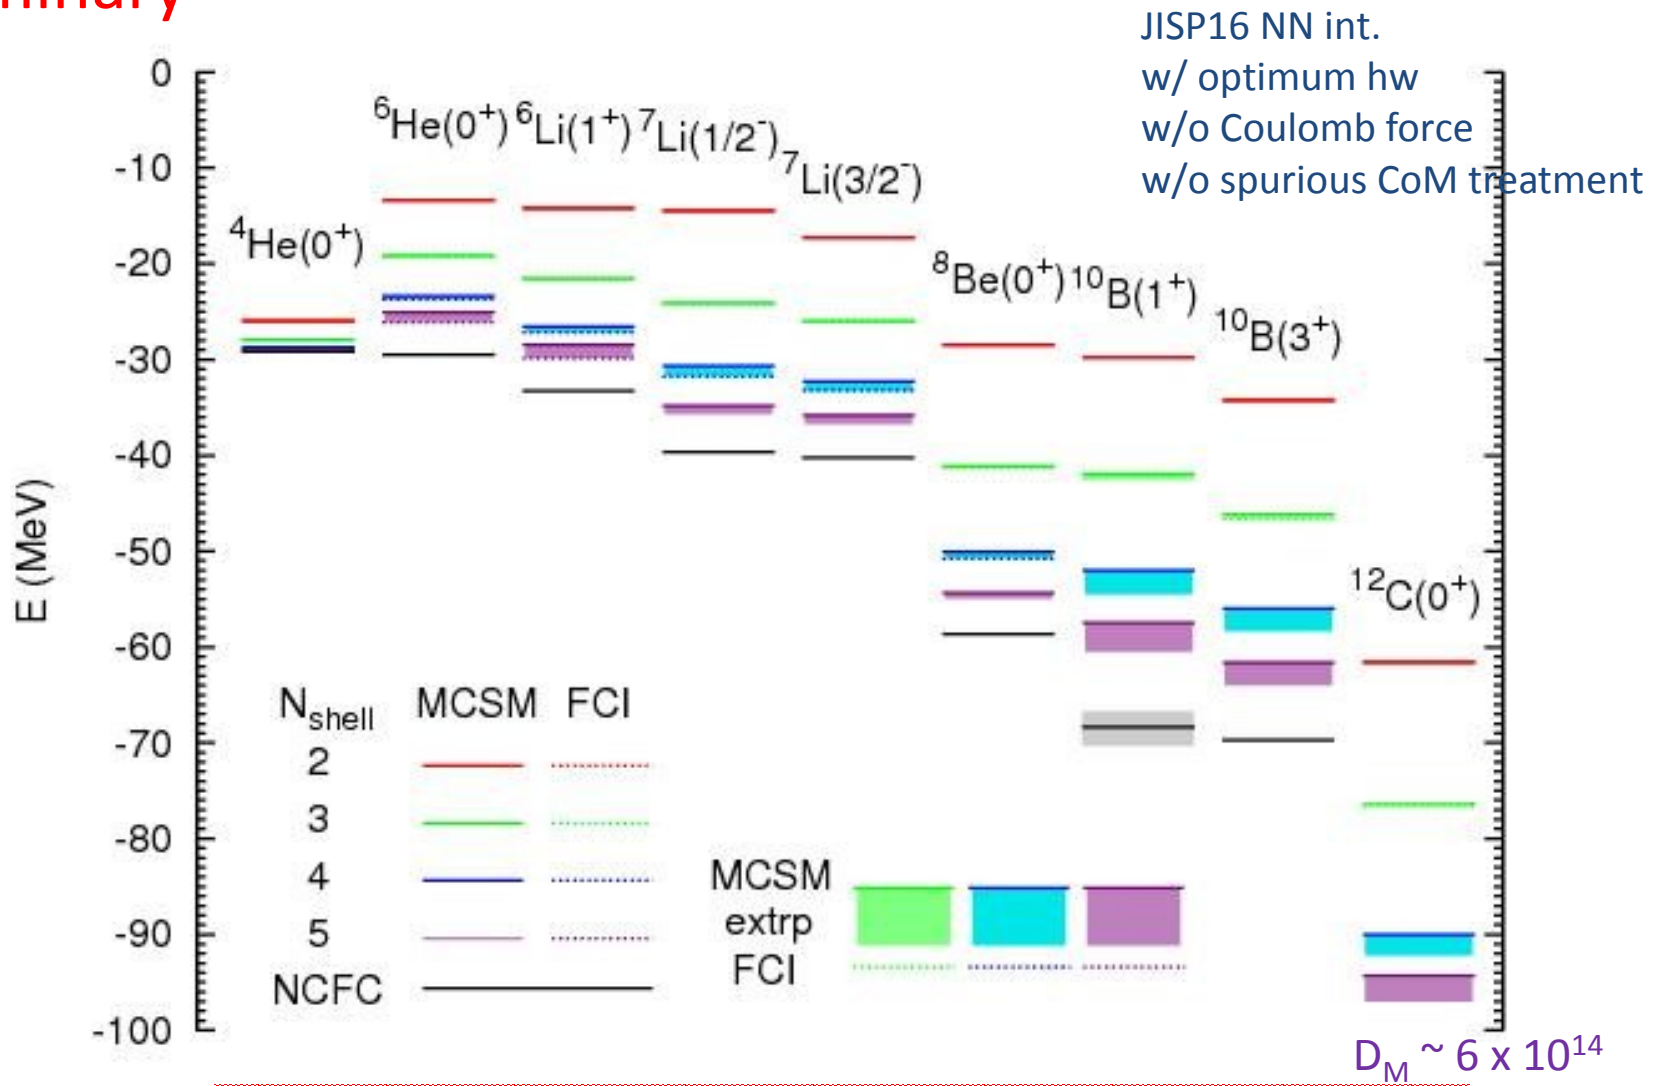 JISP16 NN int.
w/ optimum hw
w/o Coulomb force
w/o spurious CoM treatment
0
-10
-20
-30
-40
-50
-60
-70
-80
-90
-100
E (MeV)
⁴He(0⁺)
⁶He(0⁺) ⁶Li(1⁺) ⁷Li(1/2⁻) ⁷Li(3/2⁻)
⁸Be(0⁺) ¹⁰B(1⁺)
¹⁰B(3⁺)
¹²C(0⁺)
N_shell MCSM FCI
2
3
4
5
NCFC
MCSM
extrp
FCI
D_M ~ 6 x 10¹⁴